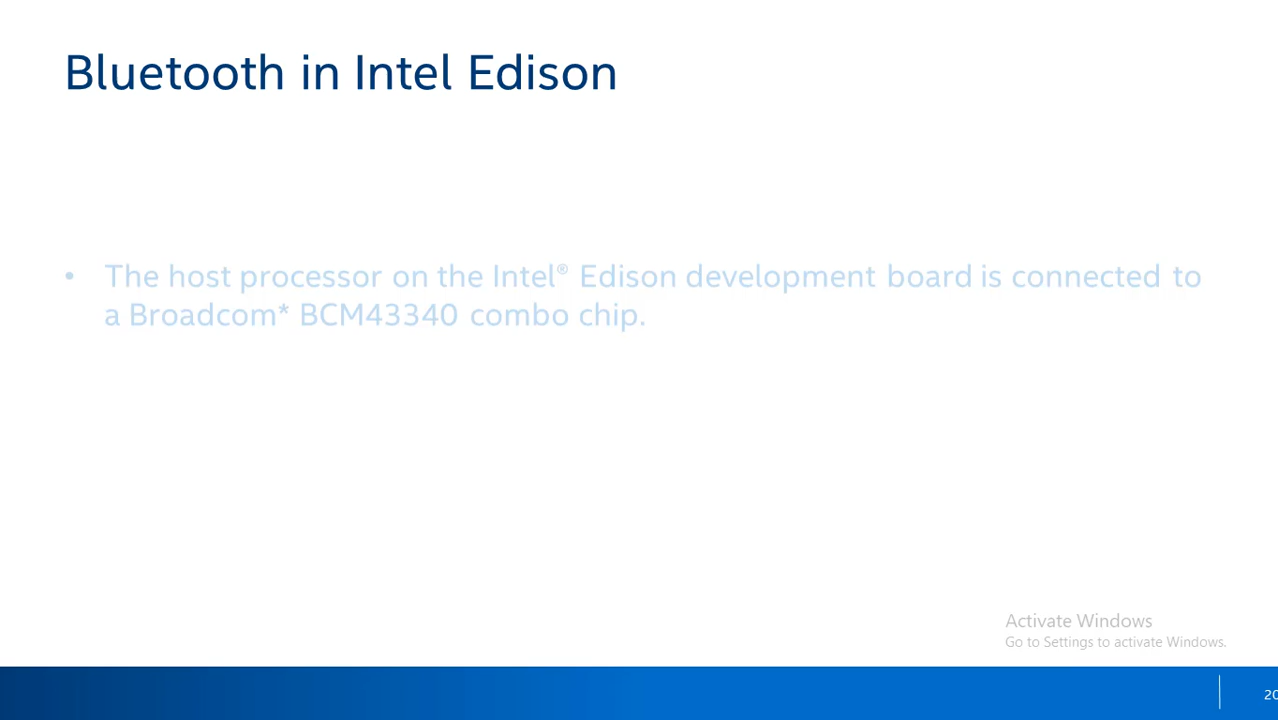 Bluetooth in Intel Edison
• The host processor on the Intel® Edison development board is connected to
a Broadcom* BCM43340 combo chip.
Activate Windows
Go to Settings to activate Windows.
20